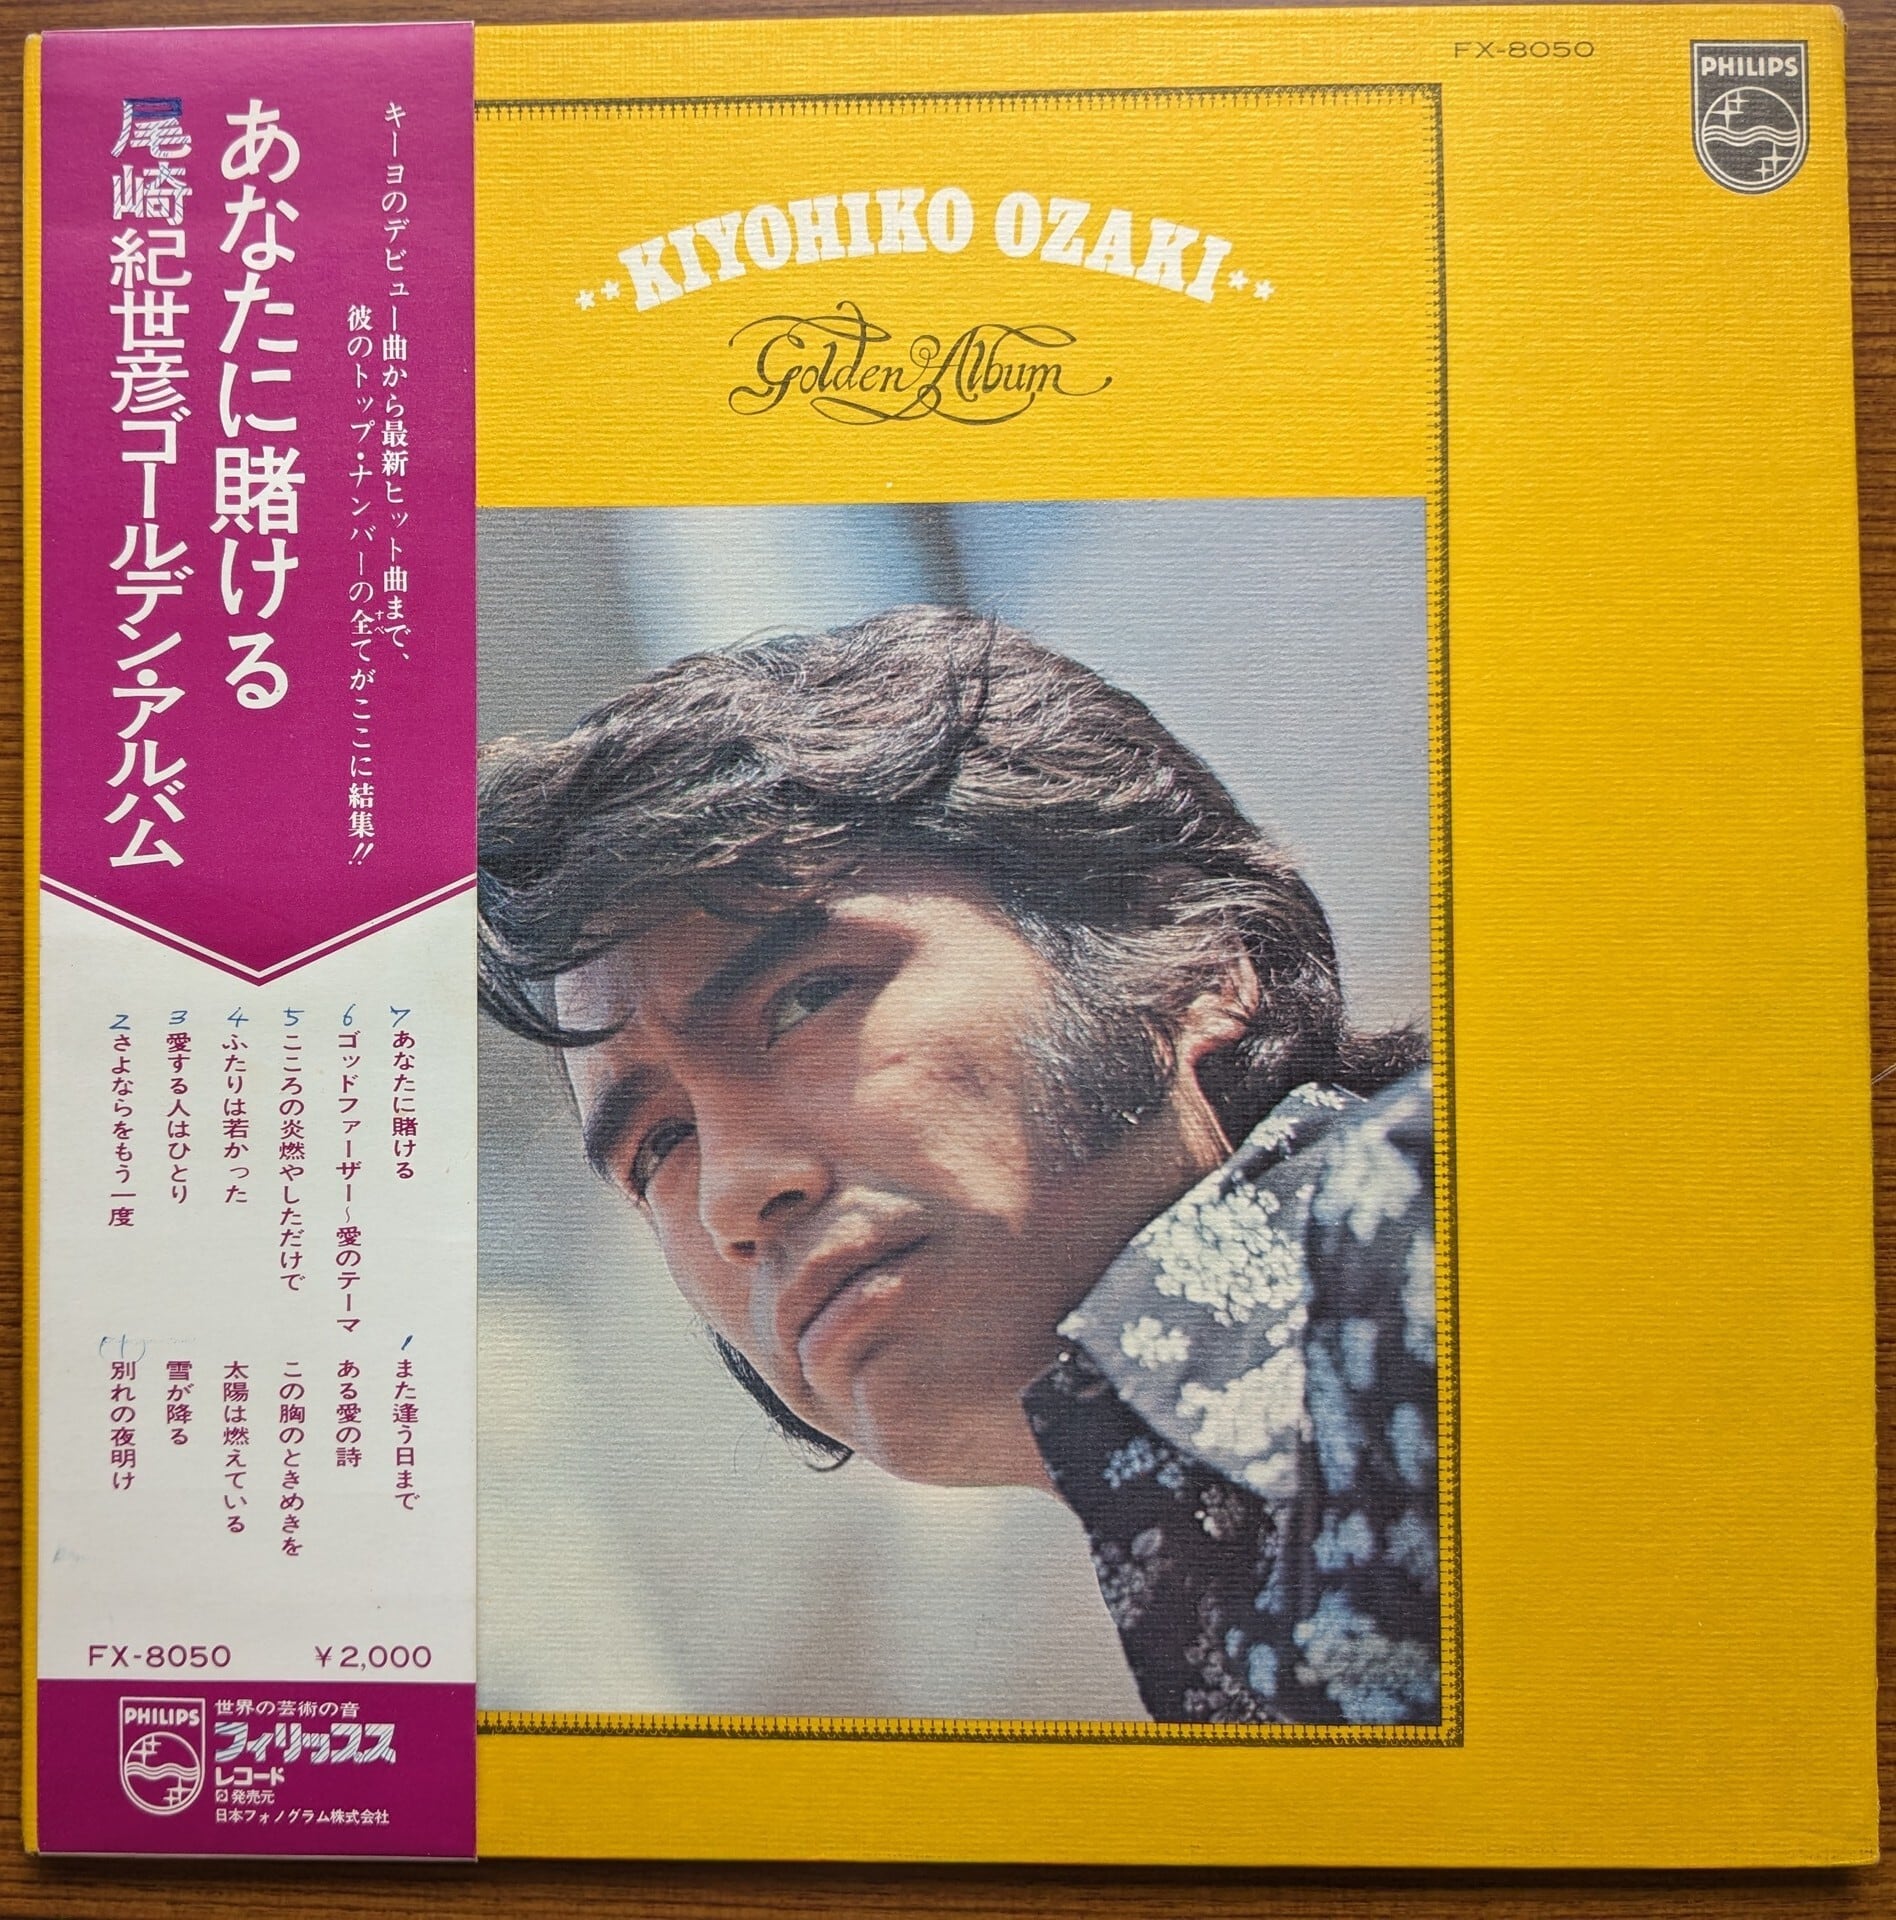 キーヨのデビュー曲から最新ヒット曲まで、
彼のトップ・ナンバーの全てがここに結集!!
すべ
あなたに賭ける
尾崎紀世彦ゴールデン・アルバム
7 あなたに賭ける
6 ゴッドファーザー～愛のテーマ
5 こころの炎燃やしただけで
4 ふたりは若かった
3 愛する人はひとり
2 さよならをもう一度
1 また逢う日まで
ある愛の詩
この胸のときめきを
太陽は燃えている
雪が降る
別れの夜明け
FX-8050 ¥2,000
PHILIPS
世界の芸術の音
フィリップス
レコード
発売元
日本フォノグラム株式会社
FX-8050
PHILIPS
KIYOHIKO OZAKI
Golden Album